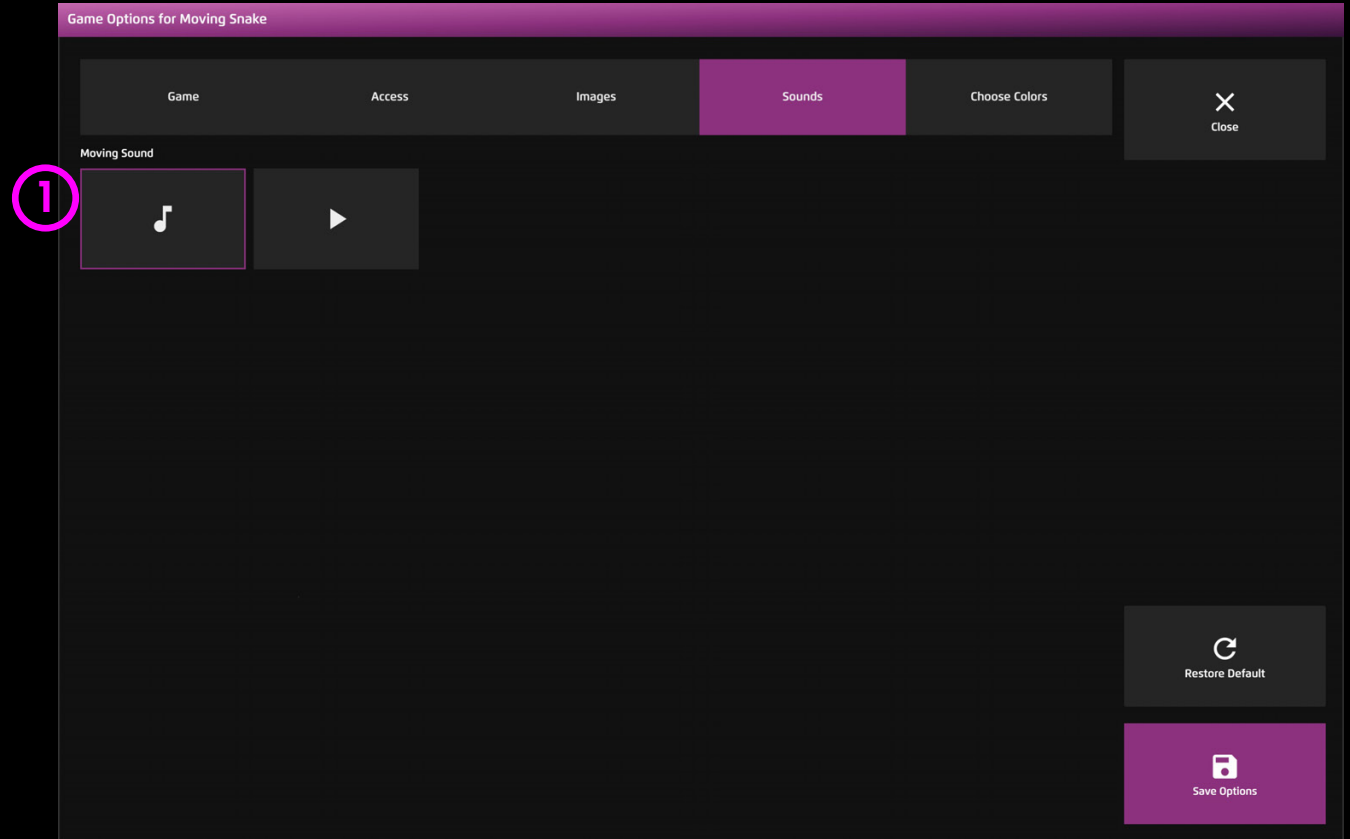 Game Options for Moving Snake
Game
Access
Images
Sounds
Choose Colors
Close
Moving Sound
1
Restore Default
Save Options